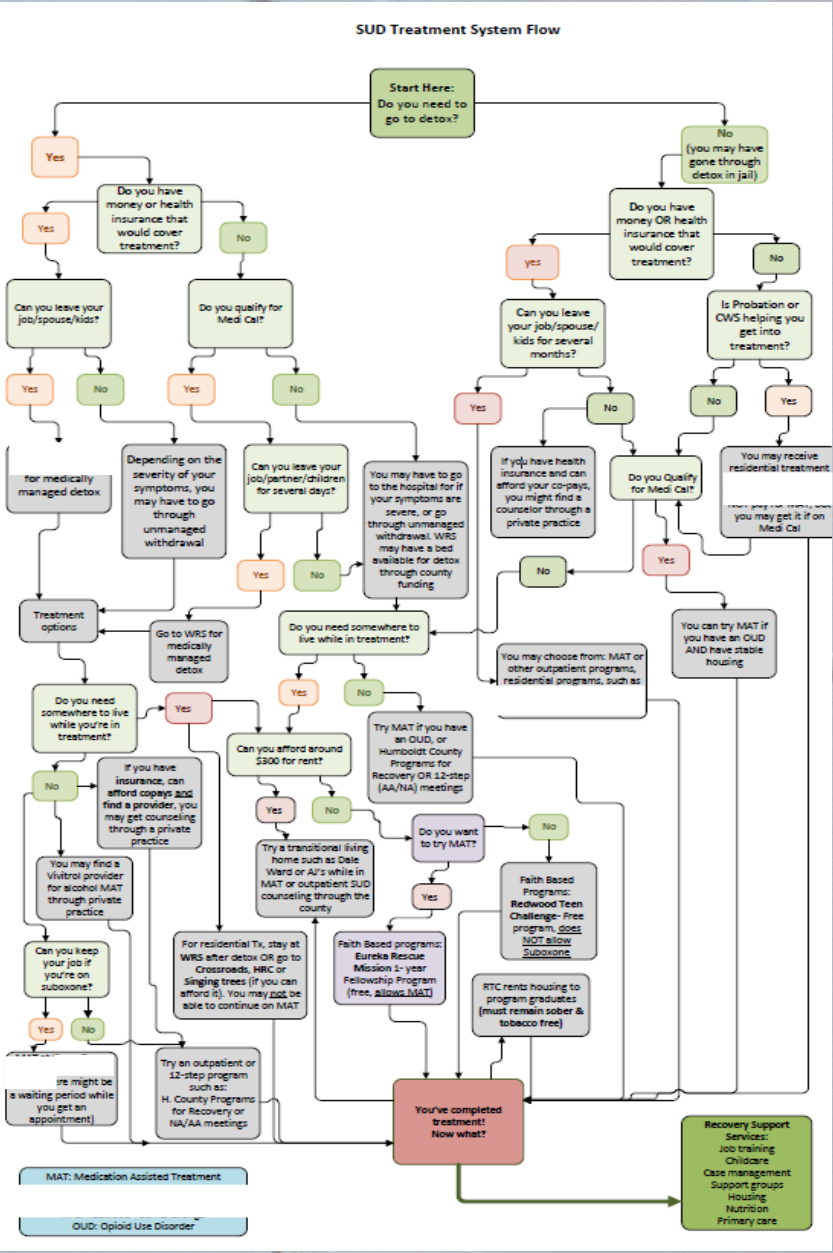 SUD Treatment System Flow
Start Here:
Do you need to
go to detox?
Yes
No
(you may have
gone through
detox in jail)
Do you have
money or health
insurance that
would cover
treatment?
Do you have
money OR health
insurance that
would cover
treatment?
Yes
No
yes
No
Can you leave your
job/spouse/kids?
Do you qualify for
Medi Cal?
Can you leave
your job/spouse/
kids for several
months?
Is Probation or
CWS helping you
get into
treatment?
Yes
No
Yes
No
Yes
No
No
Yes
for medically
managed detox
Depending on the
severity of your
symptoms, you
may have to go
through
unmanaged
withdrawal
Can you leave your
job/partner/children
for several days?
You may have to go
to the hospital for if
your symptoms are
severe, or go
through unmanaged
withdrawal. WRS
may have a bed
available for detox
through county
funding
If you have health
insurance and can
afford your co-pays,
you might find a
counselor through a
private practice
Do you Qualify
for Medi Cal?
You may receive
residential treatment
you may get it if on
Medi Cal
Yes
No
No
Yes
Treatment
options
Go to WRS for
medically
managed
detox
Do you need somewhere to
live while in treatment?
You can try MAT if
you have an OUD
AND have stable
housing
You may choose from: MAT or
other outpatient programs,
residential programs, such as
Do you need
somewhere to live
while you're in
treatment?
Yes
Yes
No
Can you afford around
$300 for rent?
Try MAT if you have
an OUD, or
Humboldt County
Programs for
Recovery OR 12-step
(AA/NA) meetings
No
If you have
insurance, can
afford copays and
find a provider, you
may get counseling
through a private
practice
Yes
No
Do you want
to try MAT?
No
You may find a
Vivitrol provider
for alcohol MAT
through private
practice
Try a transitional living
home such as Dale
Ward or AJ's while in
MAT or outpatient SUD
counseling through the
county
Yes
Faith Based
Programs:
Redwood Teen
Challenge- Free
program, does
NOT allow
Suboxone
Can you keep
your job if
you're on
suboxone?
For residential Tx, stay at
WRS after detox OR go to
Crossroads, HRC or
Singing trees (if you can
afford it). You may not be
able to continue on MAT
Faith Based programs:
Eureka Rescue
Mission 1- year
Fellowship Program
(free, allows MAT)
RTC rents housing to
program graduates
(must remain sober &
tobacco free)
Yes
No
might be
a waiting period while
you get an
appointment)
Try an outpatient or
12-step program
such as:
H. County Programs
for Recovery or
NA/AA meetings
You've completed
treatment!
Now what?
Recovery Support
Services:
Job training
Childcare
Case management
Support groups
Housing
Nutrition
Primary care
MAT: Medication Assisted Treatment
OUD: Opioid Use Disorder